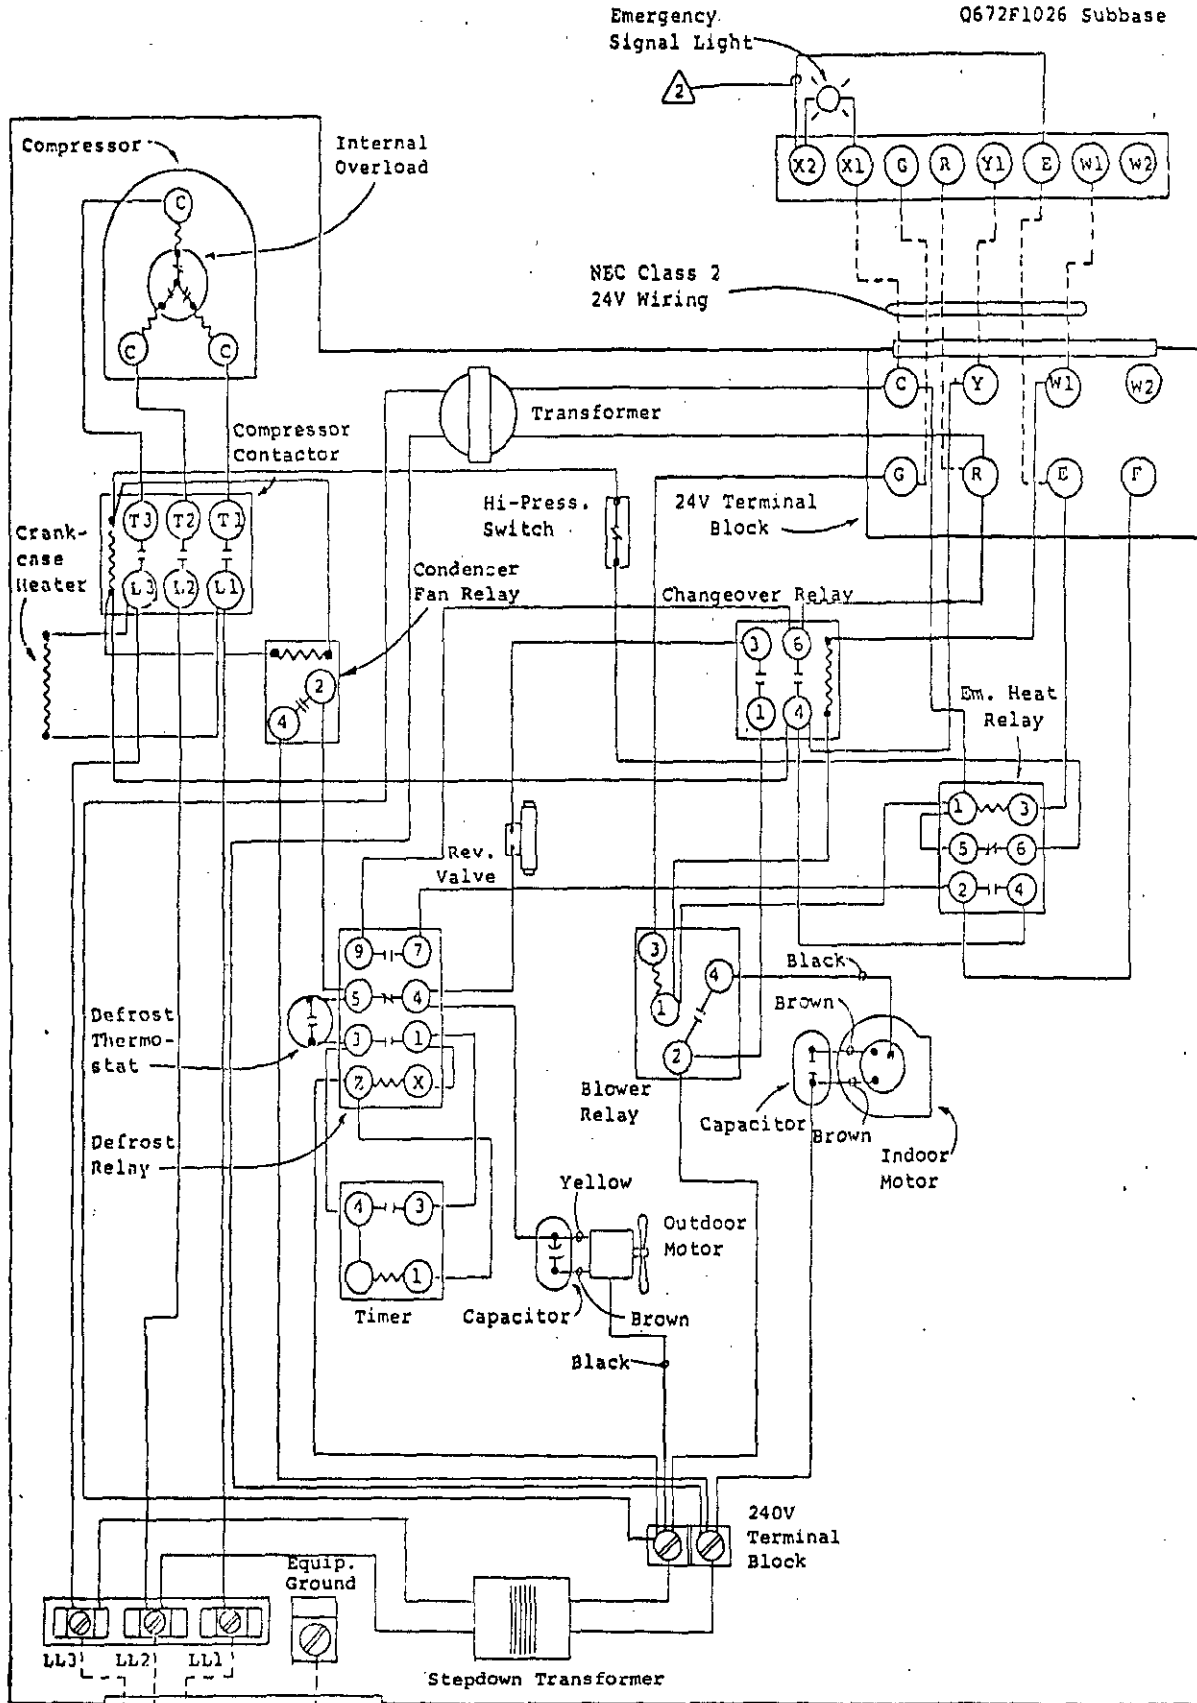 Emergency
Signal Light
Q672F1026 Subbase
2
Compressor
Internal
Overload
X2 X1 G R Y1 E W1 W2
C
C C
NEC Class 2
24V Wiring
C Y W1 W2
Transformer
Compressor
Contactor
G R E F
Hi-Press.
Switch
24V Terminal
Block
T3 T2 T1
Crank-
case
Heater
L3 L2 L1
Condenser
Fan Relay
Changeover Relay
3 6
2
4
1 4
Em. Heat
Relay
1 3
5 6
2 4
Rev.
Valve
9 7
5 4
3 1
Z X
Defrost
Thermo-
stat
3
4
1
2
Black
Brown
Blower
Relay
Capacitor
Brown
Indoor
Motor
Defrost
Relay
4 3
1
Timer
Yellow
Outdoor
Motor
Capacitor
Brown
Black
240V
Terminal
Block
Equip.
Ground
LL3 LL2 LL1
Stepdown Transformer